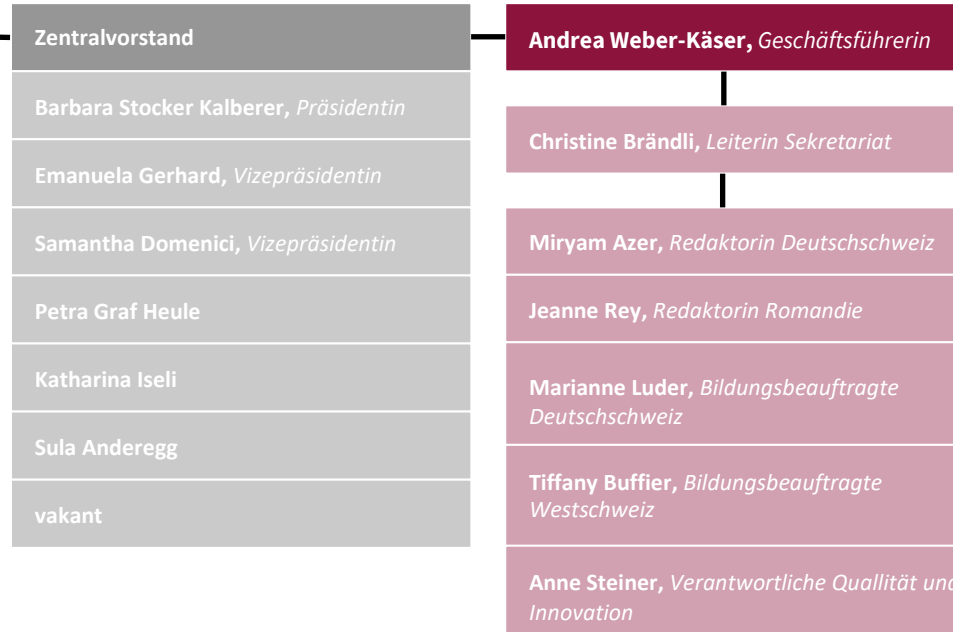 Zentralvorstand
Barbara Stocker Kalberer, Präsidentin
Emanuela Gerhard, Vizepräsidentin
Samantha Domenici, Vizepräsidentin
Petra Graf Heule
Katharina Iseli
Sula Anderegg
vakant
Andrea Weber-Käser, Geschäftsführerin
Christine Brändli, Leiterin Sekretariat
Miryam Azer, Redaktorin Deutschschweiz
Jeanne Rey, Redaktorin Romandie
Marianne Luder, Bildungsbeauftragte
Deutschschweiz
Tiffany Buffier, Bildungsbeauftragte
Westschweiz
Anne Steiner, Verantwortliche Quallität und
Innovation